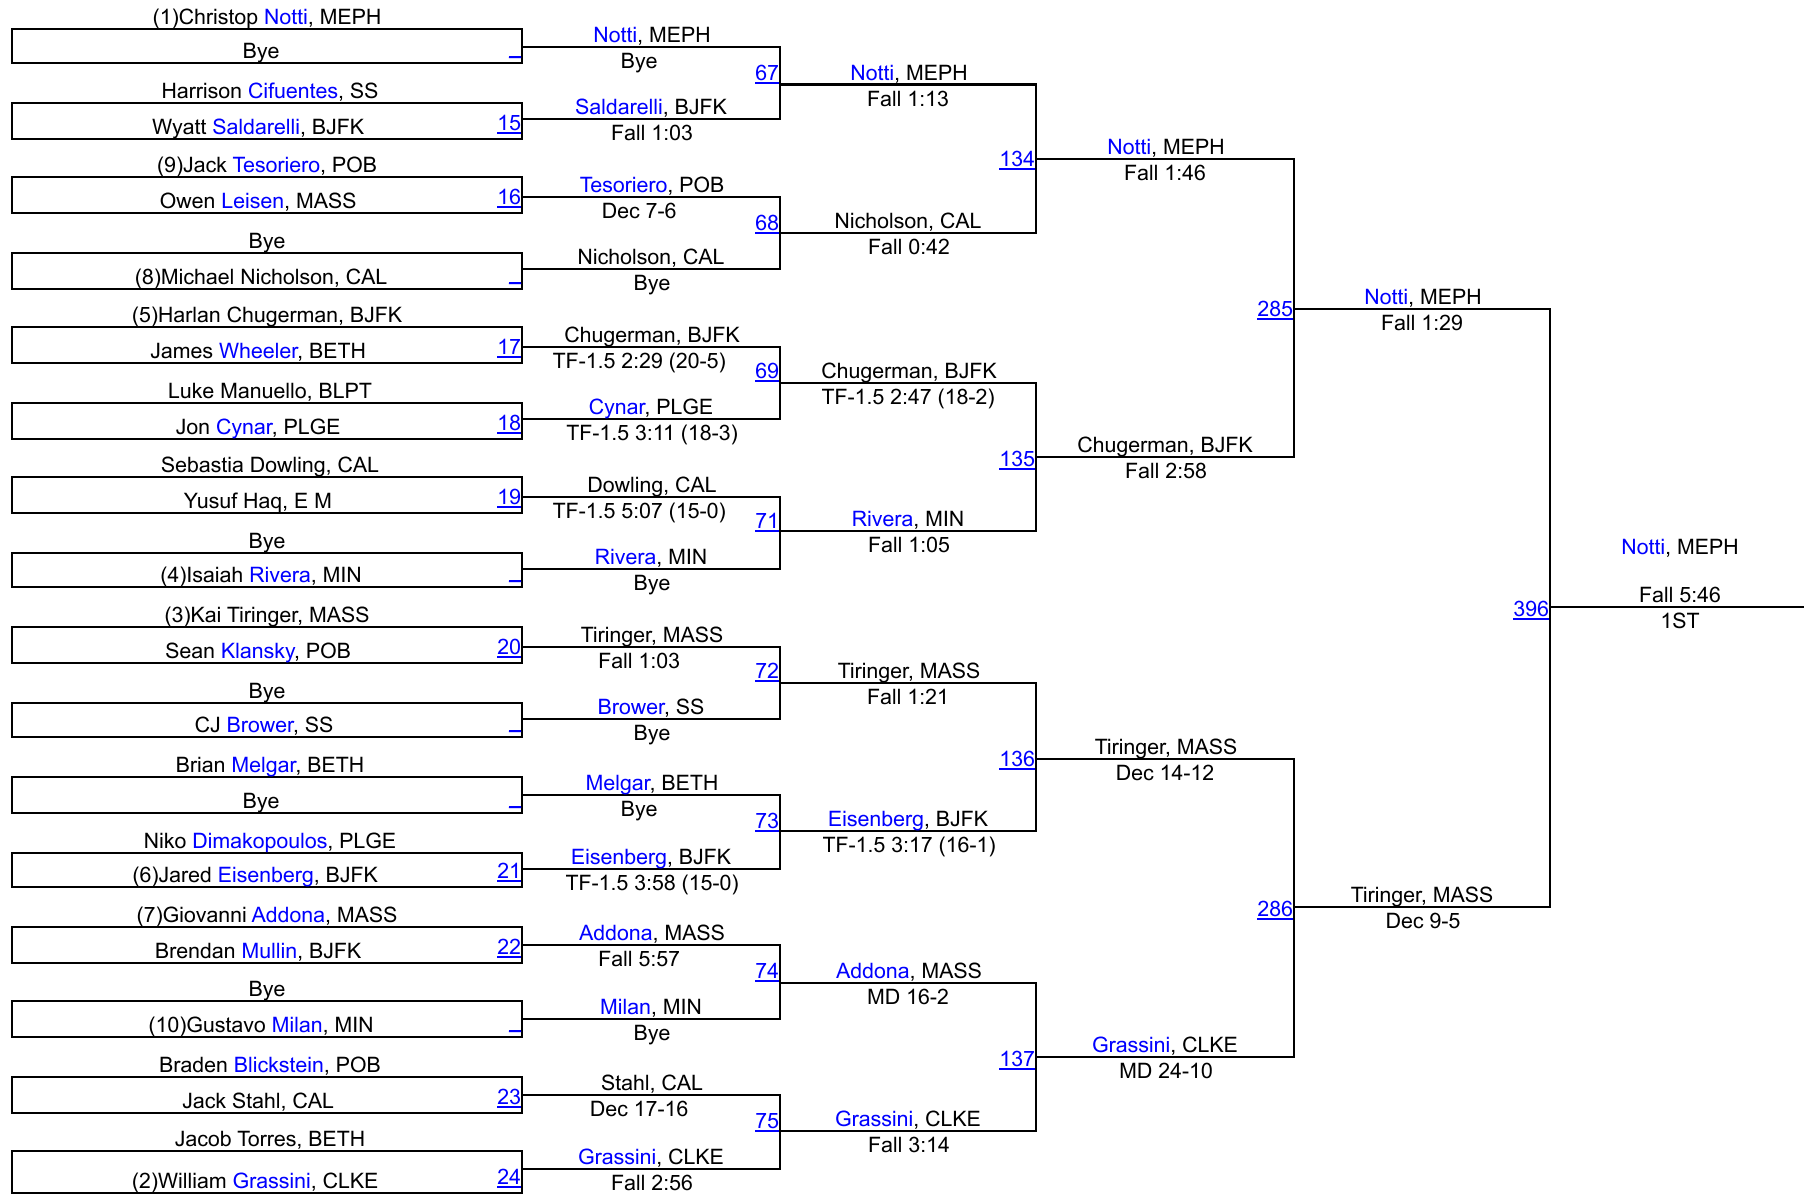 (1)Christop Notti, MEPH
Bye
Harrison Cifuentes, SS
Wyatt Saldarelli, BJFK
15
(9)Jack Tesoriero, POB
Owen Leisen, MASS
16
Bye
(8)Michael Nicholson, CAL
(5)Harlan Chugerman, BJFK
James Wheeler, BETH
17
Luke Manuello, BLPT
Jon Cynar, PLGE
18
Sebastia Dowling, CAL
Yusuf Haq, E M
19
Bye
(4)Isaiah Rivera, MIN
(3)Kai Tiringer, MASS
Sean Klansky, POB
20
Bye
CJ Brower, SS
Brian Melgar, BETH
Bye
Niko Dimakopoulos, PLGE
(6)Jared Eisenberg, BJFK
21
(7)Giovanni Addona, MASS
Brendan Mullin, BJFK
22
Bye
(10)Gustavo Milan, MIN
Braden Blickstein, POB
Jack Stahl, CAL
23
Jacob Torres, BETH
(2)William Grassini, CLKE
24
Notti, MEPH
Bye
67
Saldarelli, BJFK
Fall 1:03
Tesoriero, POB
Dec 7-6
68
Nicholson, CAL
Bye
Chugerman, BJFK
TF-1.5 2:29 (20-5)
69
Cynar, PLGE
TF-1.5 3:11 (18-3)
Dowling, CAL
TF-1.5 5:07 (15-0)
71
Rivera, MIN
Bye
Tiringer, MASS
Fall 1:03
72
Brower, SS
Bye
Melgar, BETH
Bye
73
Eisenberg, BJFK
TF-1.5 3:58 (15-0)
Addona, MASS
Fall 5:57
74
Milan, MIN
Bye
Stahl, CAL
Dec 17-16
75
Grassini, CLKE
Fall 2:56
Notti, MEPH
Fall 1:13
134
Nicholson, CAL
Fall 0:42
Chugerman, BJFK
TF-1.5 2:47 (18-2)
135
Rivera, MIN
Fall 1:05
Tiringer, MASS
Fall 1:21
136
Eisenberg, BJFK
TF-1.5 3:17 (16-1)
Addona, MASS
MD 16-2
137
Grassini, CLKE
Fall 3:14
Notti, MEPH
Fall 1:46
285
Chugerman, BJFK
Fall 2:58
Tiringer, MASS
Dec 14-12
286
Grassini, CLKE
MD 24-10
Notti, MEPH
Fall 1:29
396
Tiringer, MASS
Dec 9-5
Notti, MEPH
Fall 5:46
1ST